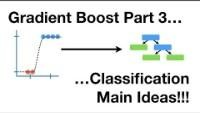 Gradient Boost Part 3...
...Classification
Main Ideas!!!